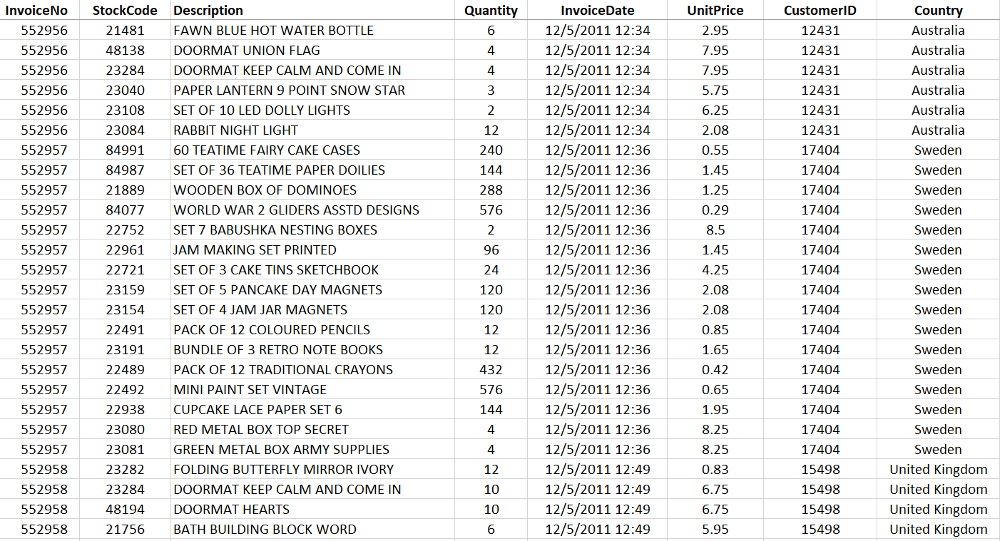 InvoiceNo StockCode Description Quantity InvoiceDate UnitPrice CustomerID Country
552956 21481 FAWN BLUE HOT WATER BOTTLE 6 12/5/2011 12:34 2.95 12431 Australia
552956 48138 DOORMAT UNION FLAG 4 12/5/2011 12:34 7.95 12431 Australia
552956 23284 DOORMAT KEEP CALM AND COME IN 4 12/5/2011 12:34 7.95 12431 Australia
552956 23040 PAPER LANTERN 9 POINT SNOW STAR 3 12/5/2011 12:34 5.75 12431 Australia
552956 23108 SET OF 10 LED DOLLY LIGHTS 2 12/5/2011 12:34 6.25 12431 Australia
552956 23084 RABBIT NIGHT LIGHT 12 12/5/2011 12:34 2.08 12431 Australia
552957 84991 60 TEATIME FAIRY CAKE CASES 240 12/5/2011 12:36 0.55 17404 Sweden
552957 84987 SET OF 36 TEATIME PAPER DOILIES 144 12/5/2011 12:36 1.45 17404 Sweden
552957 21889 WOODEN BOX OF DOMINOES 288 12/5/2011 12:36 1.25 17404 Sweden
552957 84077 WORLD WAR 2 GLIDERS ASSTD DESIGNS 576 12/5/2011 12:36 0.29 17404 Sweden
552957 22752 SET 7 BABUSHKA NESTING BOXES 2 12/5/2011 12:36 8.5 17404 Sweden
552957 22961 JAM MAKING SET PRINTED 96 12/5/2011 12:36 1.45 17404 Sweden
552957 22721 SET OF 3 CAKE TINS SKETCHBOOK 24 12/5/2011 12:36 4.25 17404 Sweden
552957 23159 SET OF 5 PANCAKE DAY MAGNETS 120 12/5/2011 12:36 2.08 17404 Sweden
552957 23154 SET OF 4 JAM JAR MAGNETS 120 12/5/2011 12:36 2.08 17404 Sweden
552957 22491 PACK OF 12 COLOURED PENCILS 12 12/5/2011 12:36 0.85 17404 Sweden
552957 23191 BUNDLE OF 3 RETRO NOTE BOOKS 12 12/5/2011 12:36 1.65 17404 Sweden
552957 22489 PACK OF 12 TRADITIONAL CRAYONS 432 12/5/2011 12:36 0.42 17404 Sweden
552957 22492 MINI PAINT SET VINTAGE 576 12/5/2011 12:36 0.65 17404 Sweden
552957 22938 CUPCAKE LACE PAPER SET 6 144 12/5/2011 12:36 1.95 17404 Sweden
552957 23080 RED METAL BOX TOP SECRET 4 12/5/2011 12:36 8.25 17404 Sweden
552957 23081 GREEN METAL BOX ARMY SUPPLIES 4 12/5/2011 12:36 8.25 17404 Sweden
552958 23282 FOLDING BUTTERFLY MIRROR IVORY 12 12/5/2011 12:49 0.83 15498 United Kingdom
552958 23284 DOORMAT KEEP CALM AND COME IN 10 12/5/2011 12:49 6.75 15498 United Kingdom
552958 48194 DOORMAT HEARTS 10 12/5/2011 12:49 6.75 15498 United Kingdom
552958 21756 BATH BUILDING BLOCK WORD 6 12/5/2011 12:49 5.95 15498 United Kingdom